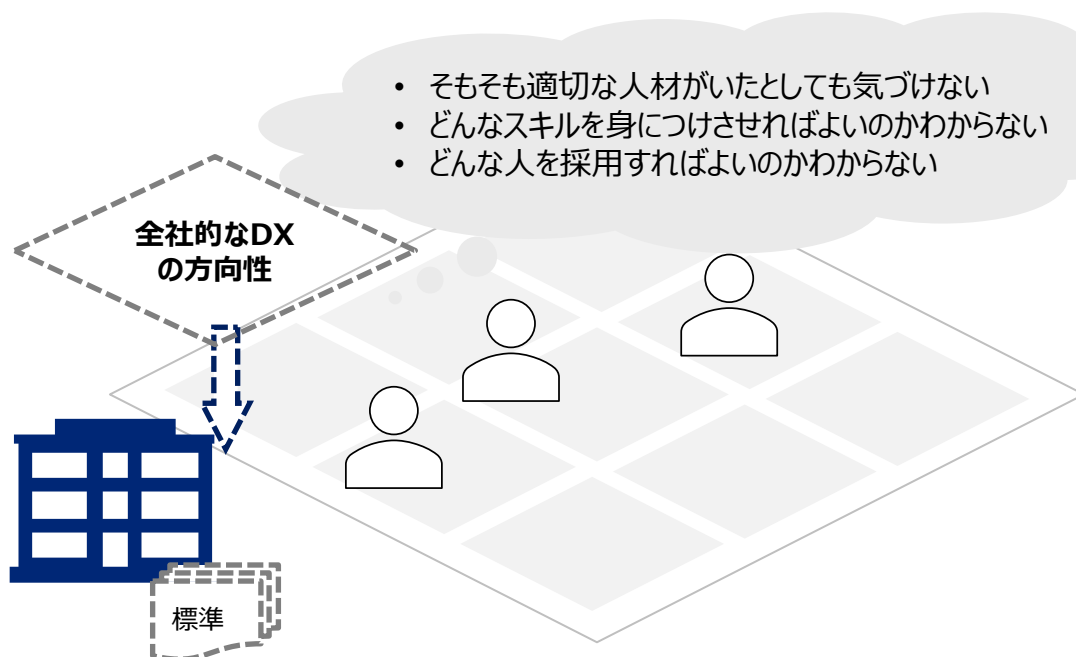 • そもそも適切な人材がいたとしても気づけない
• どんなスキルを身につけさせればよいのかわからない
• どんな人を採用すればよいのかわからない
全社的なDX
の方向性
標準